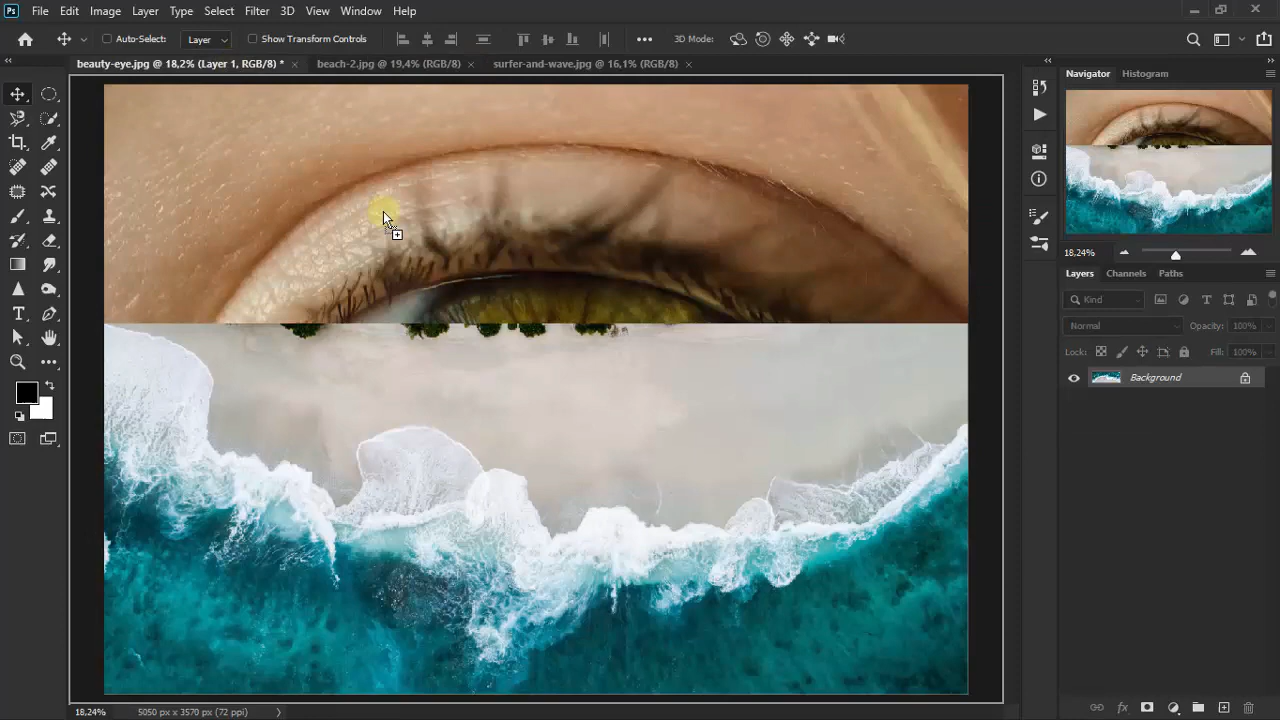 Ps File Edit Image Layer Type Select Filter 3D View Window Help
Auto-Select: Layer Show Transform Controls 3D Mode:
beauty-eye.jpg @ 18,2% (Layer 1, RGB/8) * beach-2.jpg @ 19,4% (RGB/8) surfer-and-wave.jpg @ 16,1% (RGB/8)
Navigator Histogram
18,24%
Layers Channels Paths
Kind
Normal Opacity: 100%
Lock: Fill: 100%
Background
18,24% 5050 px x 3570 px (72 ppi)